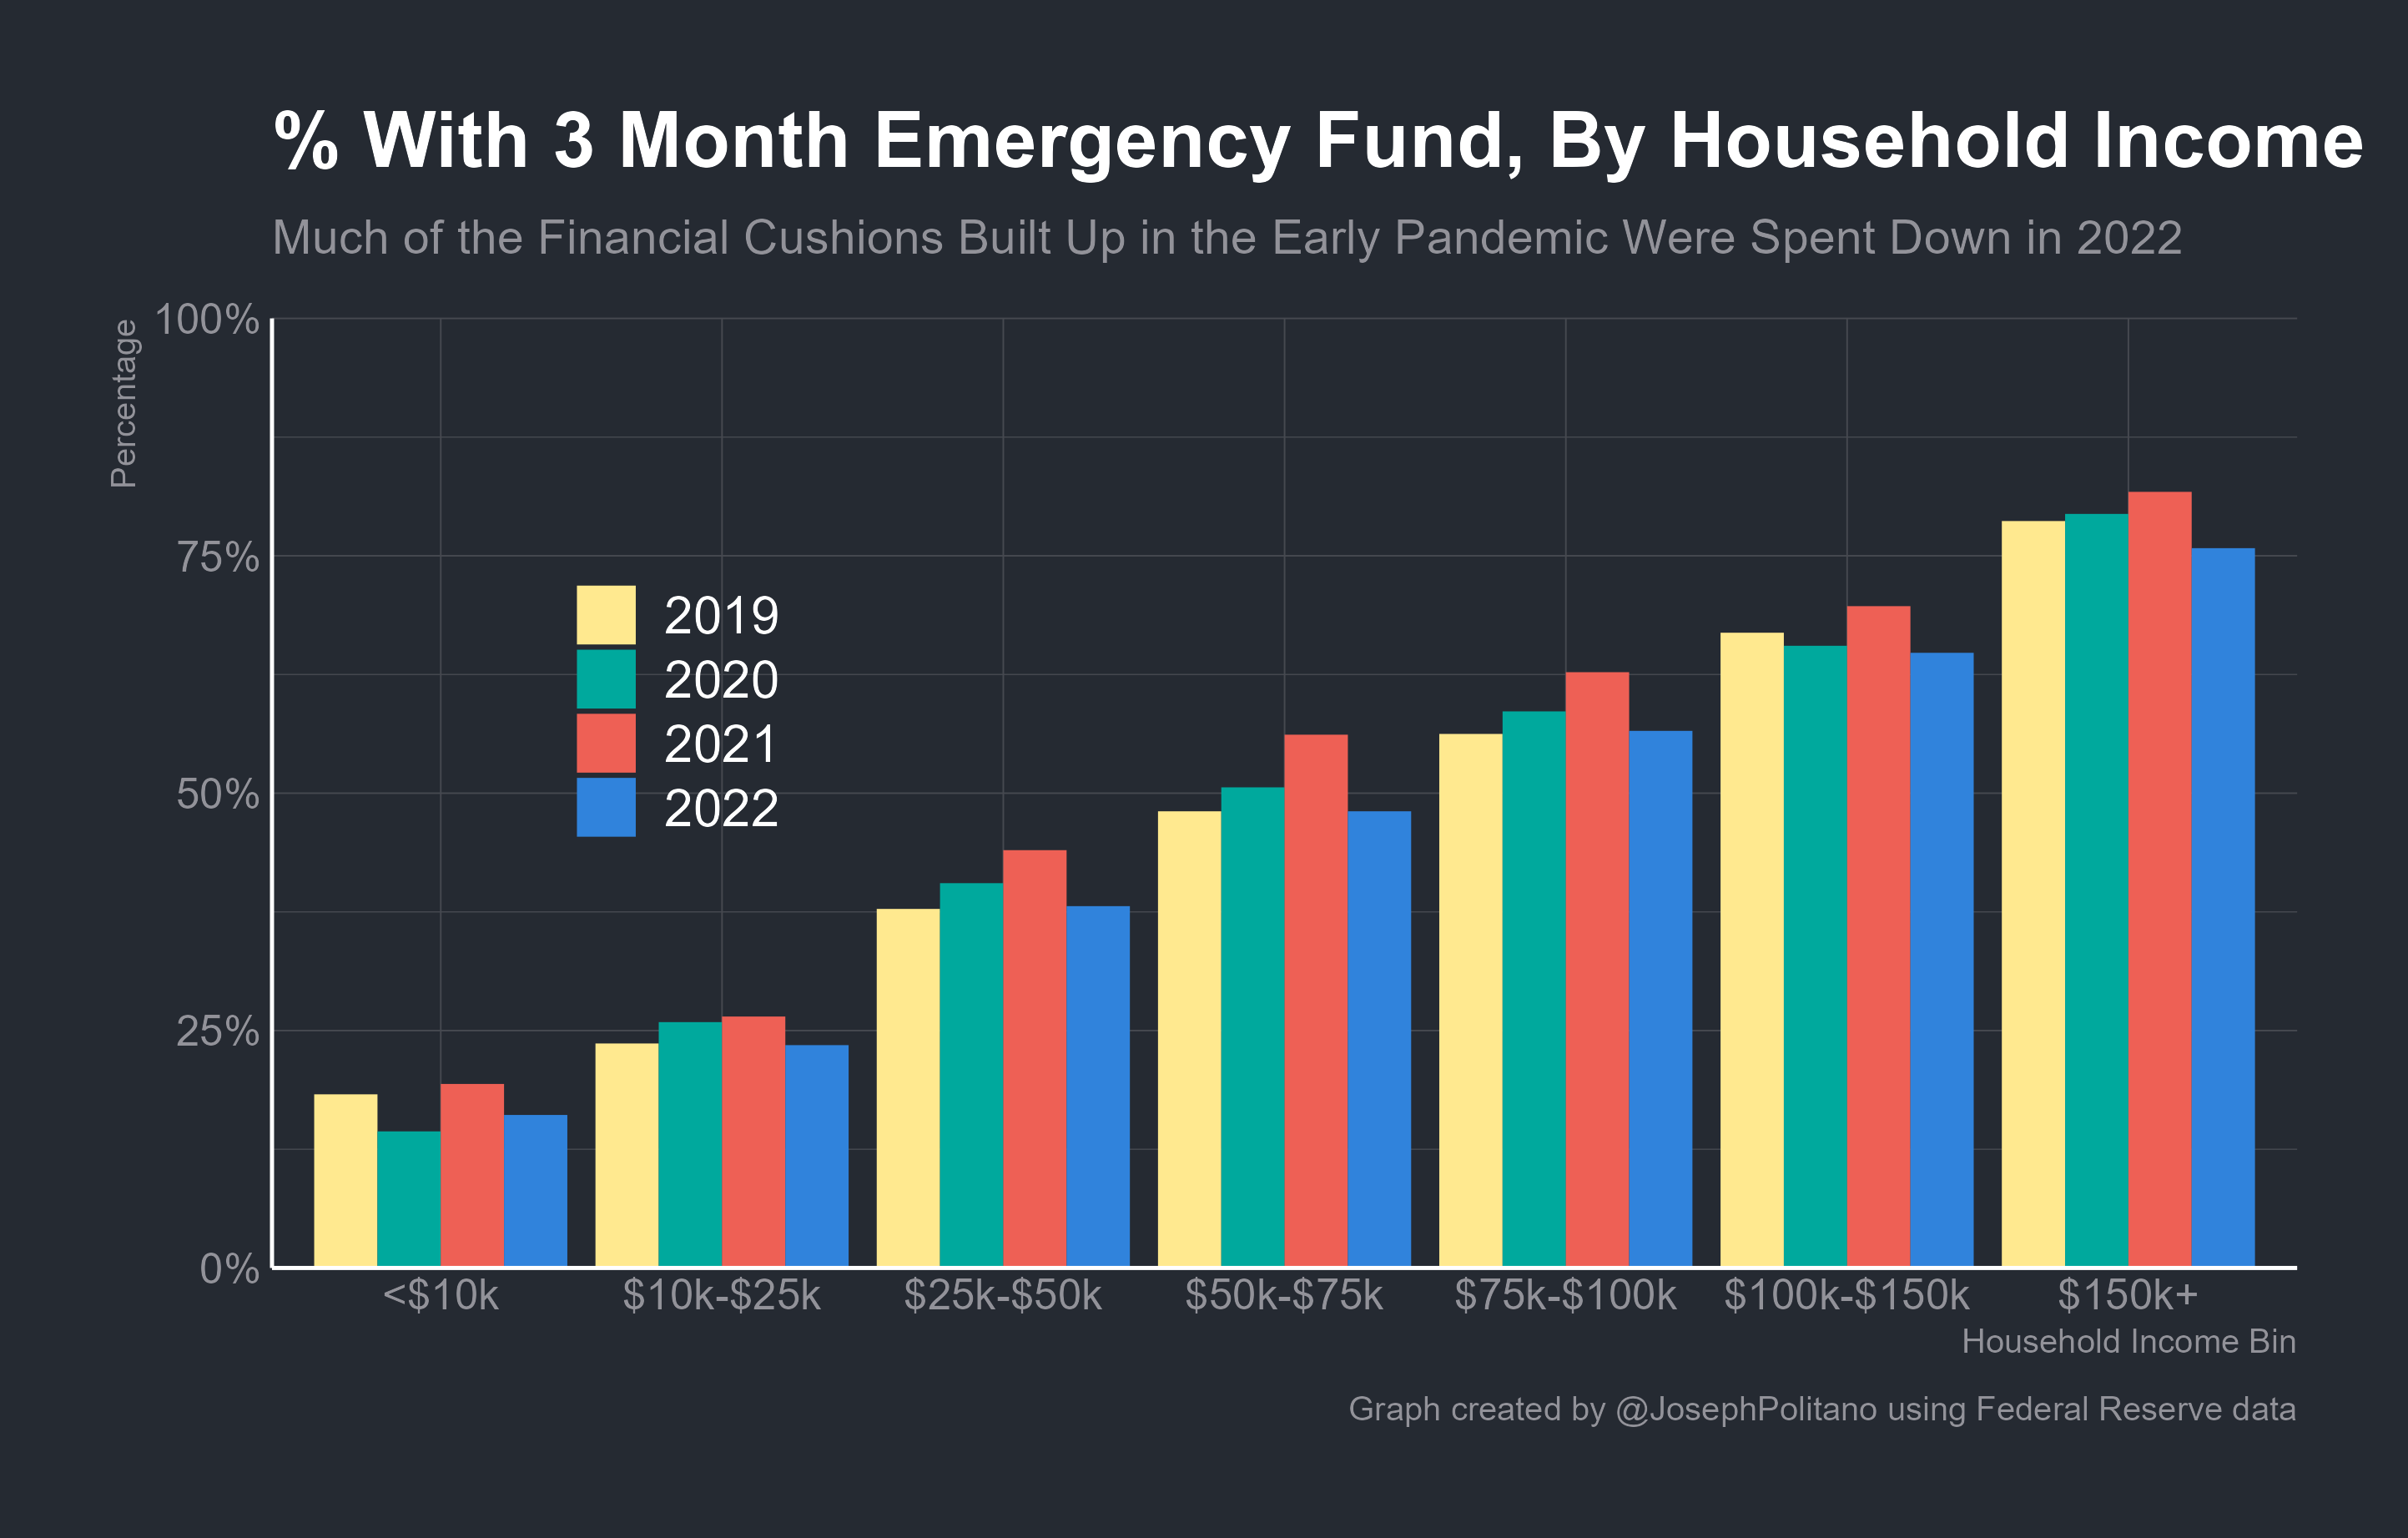 % With 3 Month Emergency Fund, By Household Income
Much of the Financial Cushions Built Up in the Early Pandemic Were Spent Down in 2022
Percentage
100%
75%
50%
25%
0%
2019
2020
2021
2022
<$10k
$10k-$25k
$25k-$50k
$50k-$75k
$75k-$100k
$100k-$150k
$150k+
Household Income Bin
Graph created by @JosephPolitano using Federal Reserve data